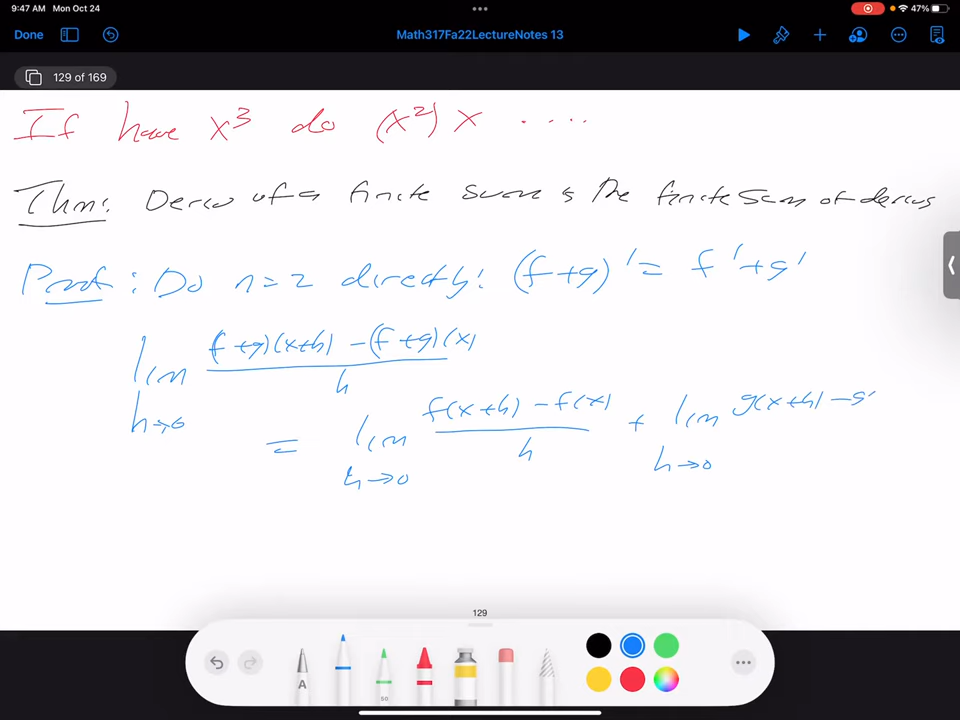 9:47 AM Mon Oct 24
47%
Done
Math317Fa22LectureNotes 13
129 of 169
If have x³ do (x²) x .....
Thm: Deriv of a finite sum is the finite sum of derivs
Proof: Do n=2 directly: (f+g)' = f'+g'
lim h→0 ((f+g)(x+h) - (f+g)(x))/h
= lim h→0 (f(x+h) - f(x))/h + lim h→0 g(x+h) - g
129
A
50